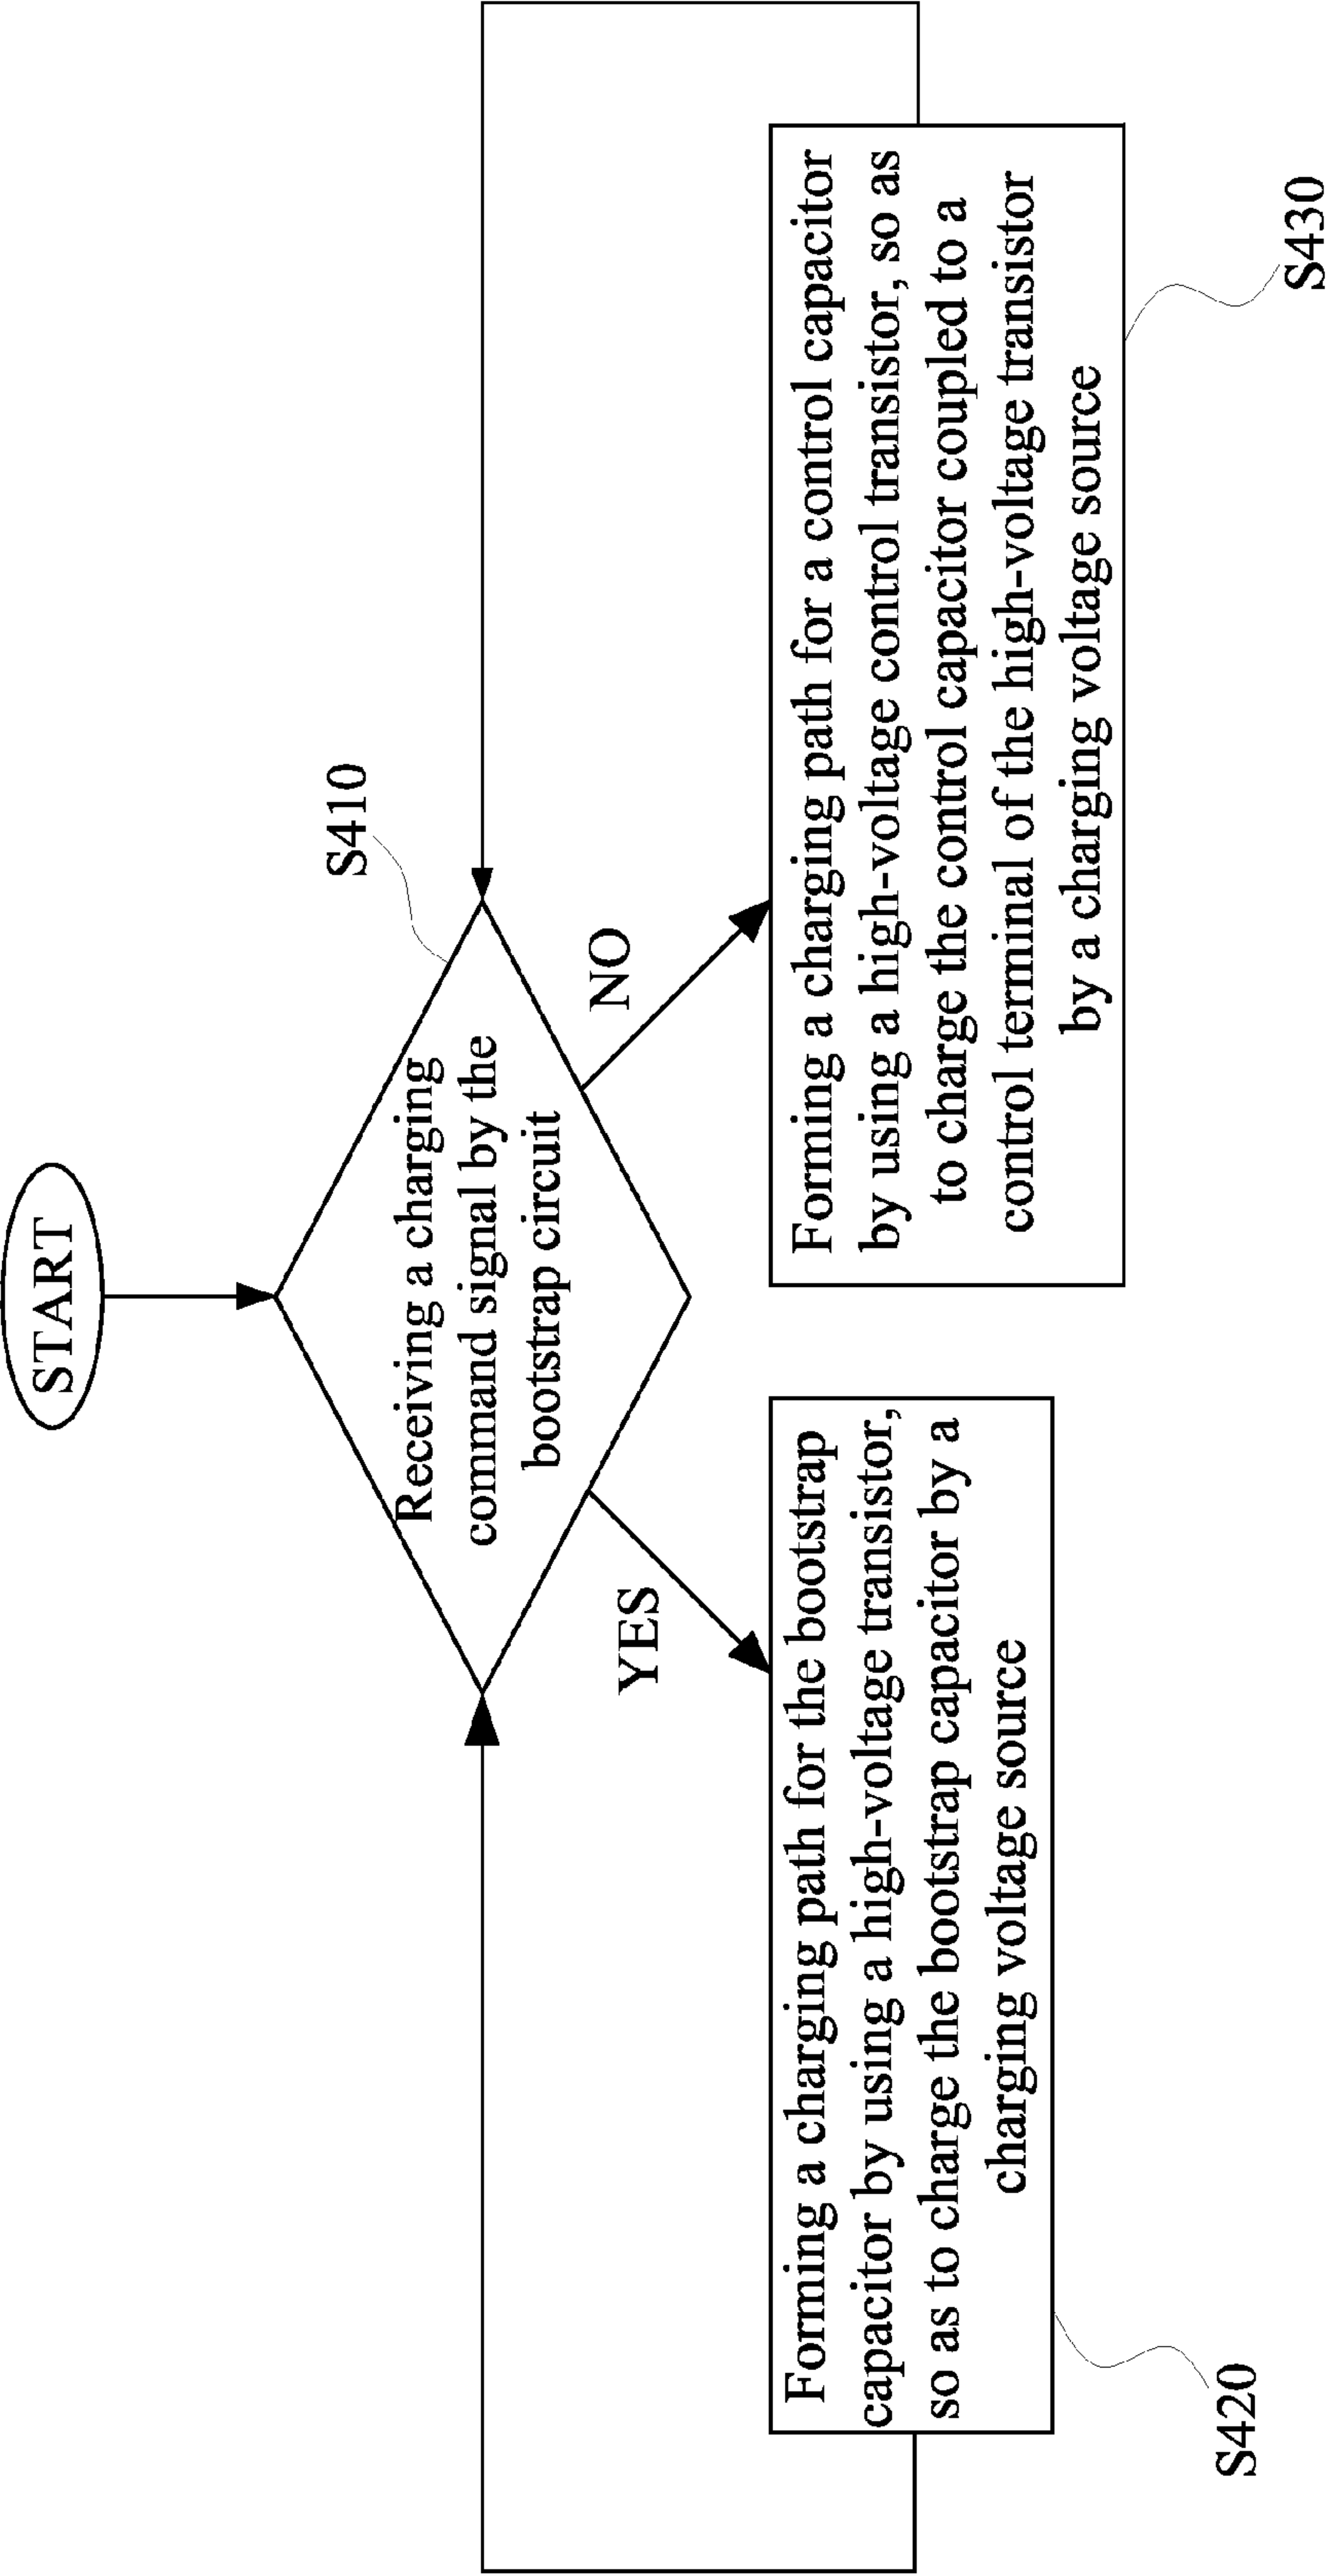 START
S410
Receiving a charging
command signal by the
bootstrap circuit
YES
NO
Forming a charging path for the bootstrap
capacitor by using a high-voltage transistor,
so as to charge the bootstrap capacitor by a
charging voltage source
S420
Forming a charging path for a control capacitor
by using a high-voltage control transistor, so as
to charge the control capacitor coupled to a
control terminal of the high-voltage transistor
by a charging voltage source
S430